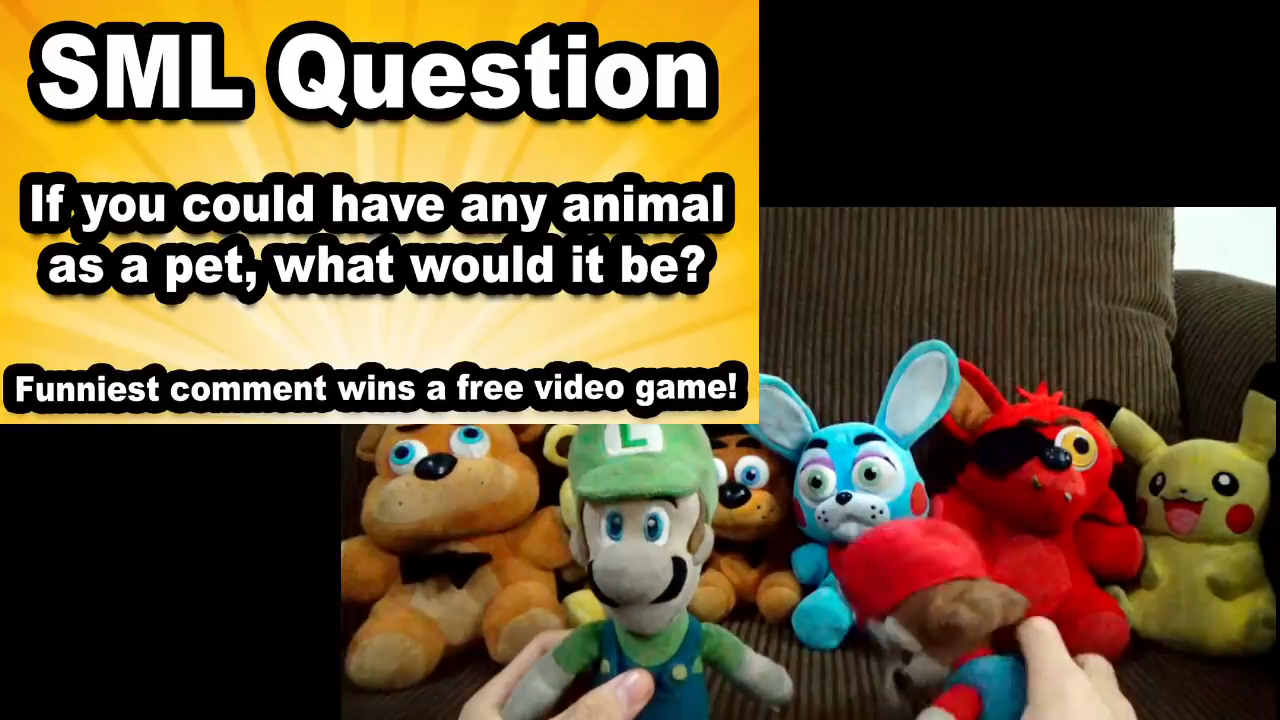 SML Question
If you could have any animal
as a pet, what would it be?
Funniest comment wins a free video game!
L